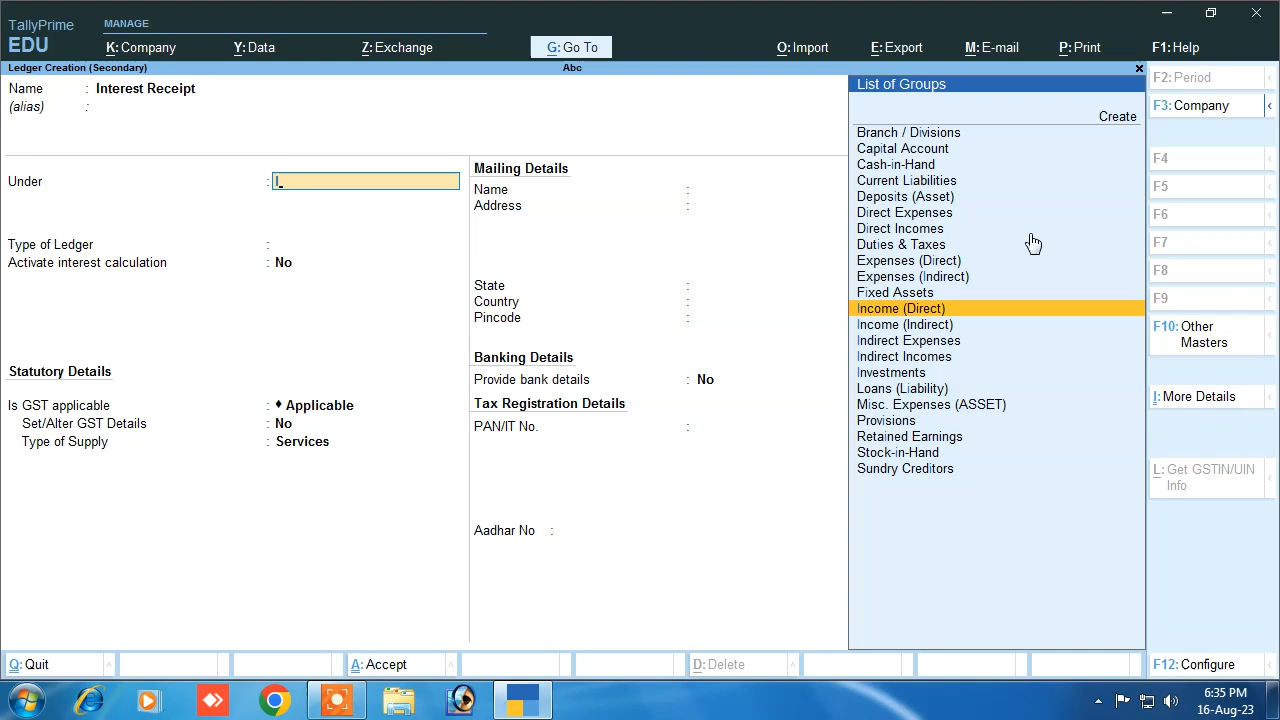 TallyPrime
EDU
MANAGE
K: Company
Y: Data
Z: Exchange
G: Go To
O: Import
E: Export
M: E-mail
P: Print
F1: Help
Ledger Creation (Secondary)
Abc
Name : Interest Receipt
(alias) :
Under : I
Type of Ledger :
Activate interest calculation : No
Statutory Details
Is GST applicable : ♦ Applicable
Set/Alter GST Details : No
Type of Supply : Services
Mailing Details
Name :
Address :
State :
Country :
Pincode :
Banking Details
Provide bank details : No
Tax Registration Details
PAN/IT No. :
Aadhar No :
List of Groups
Create
Branch / Divisions
Capital Account
Cash-in-Hand
Current Liabilities
Deposits (Asset)
Direct Expenses
Direct Incomes
Duties & Taxes
Expenses (Direct)
Expenses (Indirect)
Fixed Assets
Income (Direct)
Income (Indirect)
Indirect Expenses
Indirect Incomes
Investments
Loans (Liability)
Misc. Expenses (ASSET)
Provisions
Retained Earnings
Stock-in-Hand
Sundry Creditors
F2: Period
F3: Company
F4
F5
F6
F7
F8
F9
F10: Other
Masters
I: More Details
L: Get GSTIN/UIN
Info
F12: Configure
Q: Quit
A: Accept
D: Delete
6:35 PM
16-Aug-23